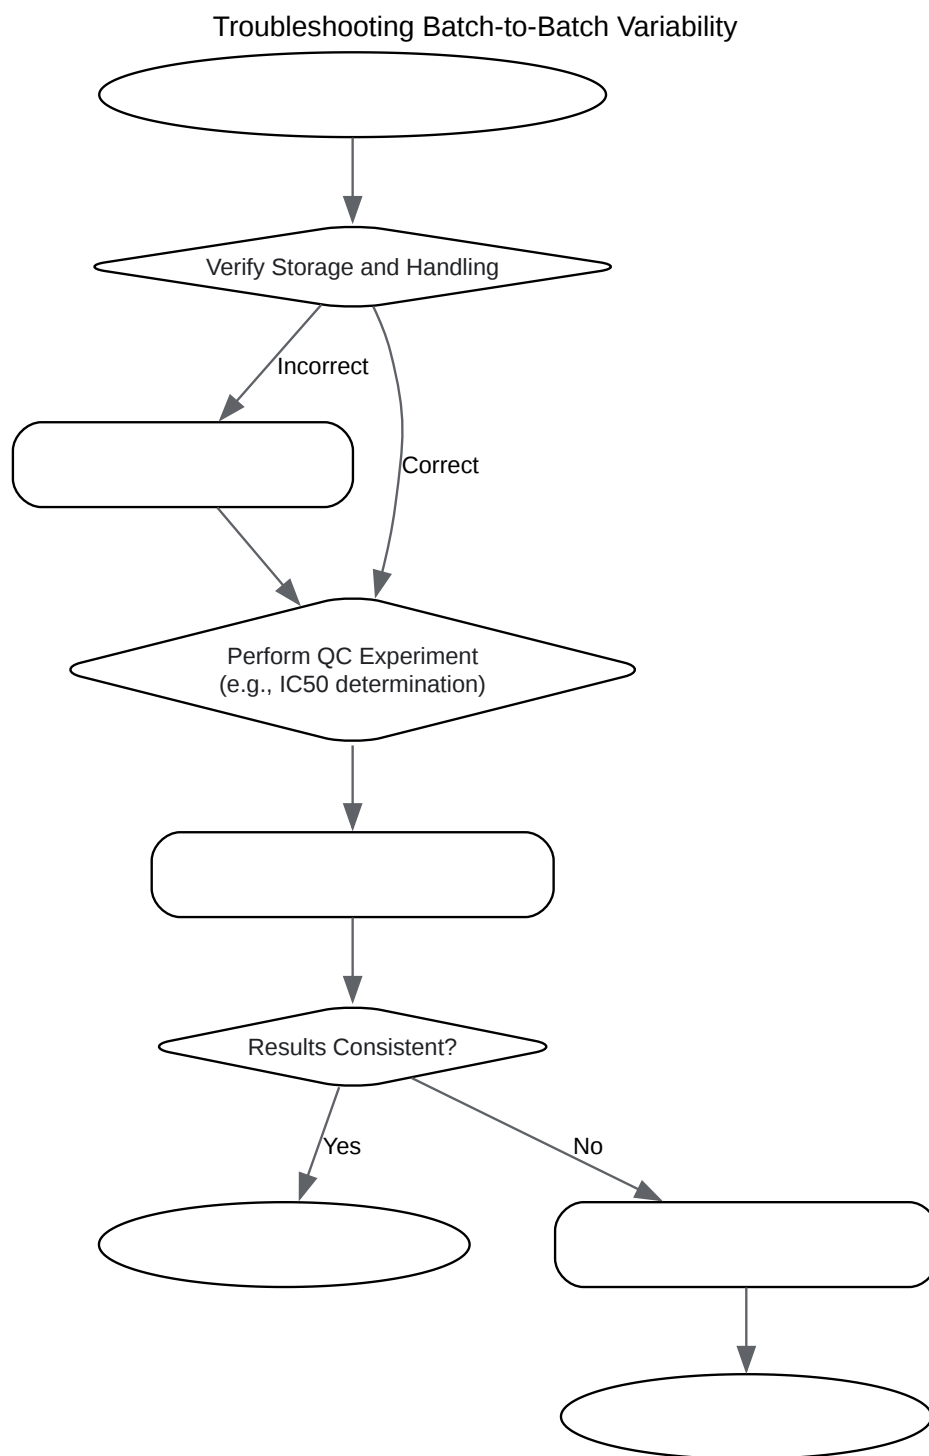 Troubleshooting Batch-to-Batch Variability
Verify Storage and Handling
Incorrect
Correct
Perform QC Experiment
(e.g., IC50 determination)
Results Consistent?
Yes
No